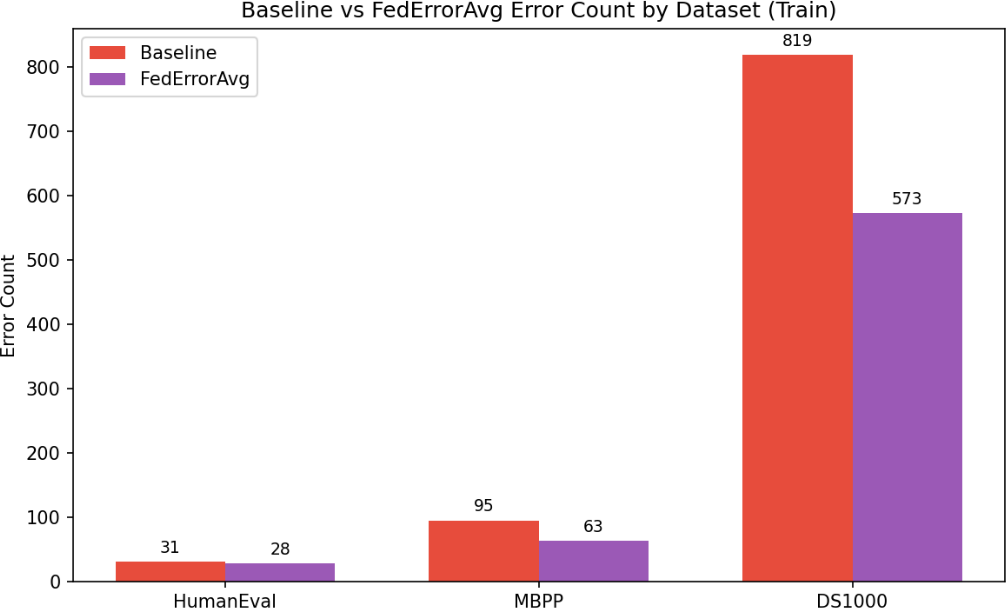 Baseline vs FedErrorAvg Error Count by Dataset (Train)
Baseline
FedErrorAvg
Error Count
800
700
600
500
400
300
200
100
0
31
28
95
63
819
573
HumanEval
MBPP
DS1000